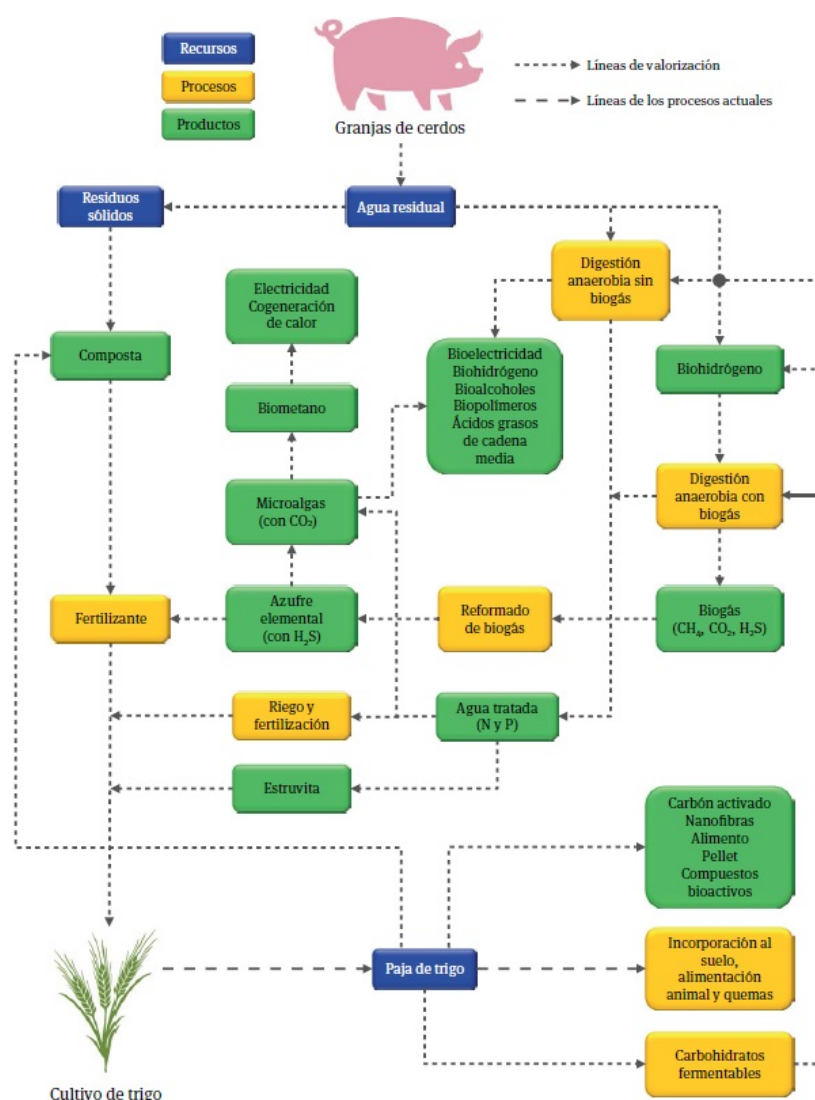 Recursos
Procesos
Productos
Líneas de valorización
Líneas de los procesos actuales
Granjas de cerdos
Residuos
sólidos
Agua residual
Digestión
anaerobia sin
biogás
Electricidad
Cogeneración
de calor
Composta
Bioelectricidad
Biohidrógeno
Bioalcoholes
Biopolímeros
Ácidos grasos
de cadena
media
Biohidrógeno
Biometano
Microalgas
(con CO₂)
Digestión
anaerobia con
biogás
Fertilizante
Azufre
elemental
(con H₂S)
Reformado
de biogás
Biogás
(CH₄, CO₂, H₂S)
Riego y
fertilización
Agua tratada
(N y P)
Estruvita
Carbón activado
Nanofibras
Alimento
Pellet
Compuestos
bioactivos
Paja de trigo
Incorporación al
suelo,
alimentación
animal y quemas
Carbohidratos
fermentables
Cultivo de trigo